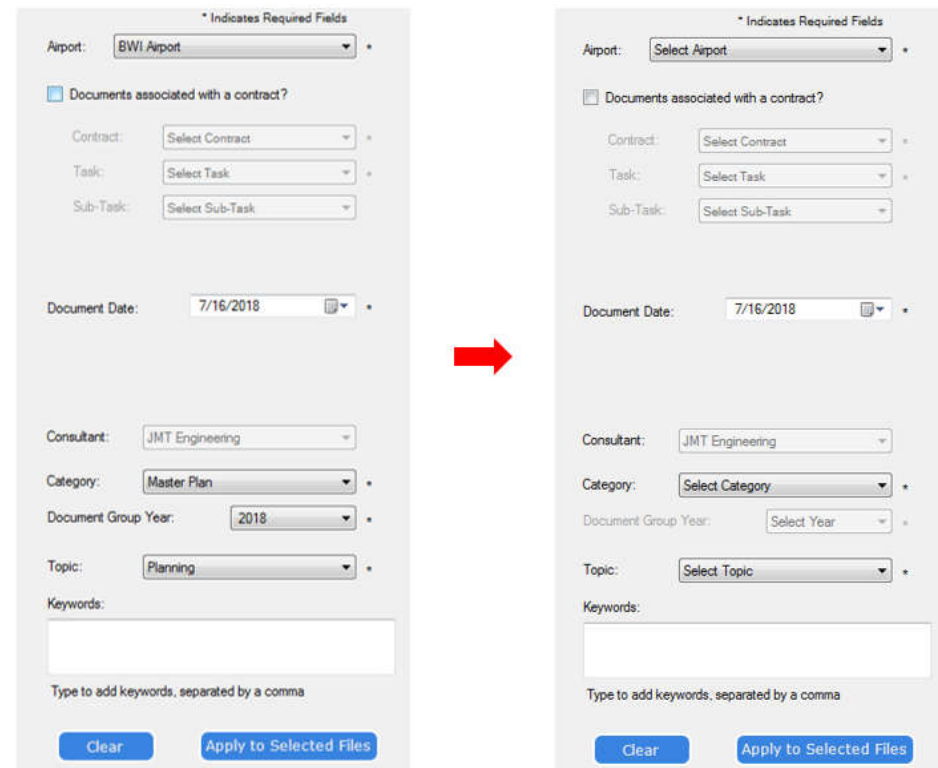 * Indicates Required Fields
Airport: BWI Airport *
Documents associated with a contract?
Contract: Select Contract *
Task: Select Task *
Sub-Task: Select Sub-Task
Document Date: 7/16/2018 *
Consultant: JMT Engineering
Category: Master Plan *
Document Group Year: 2018 *
Topic: Planning *
Keywords:
Type to add keywords, separated by a comma
Clear Apply to Selected Files
* Indicates Required Fields
Airport: Select Airport *
Documents associated with a contract?
Contract: Select Contract *
Task: Select Task *
Sub-Task: Select Sub-Task
Document Date: 7/16/2018 *
Consultant: JMT Engineering
Category: Select Category *
Document Group Year: Select Year *
Topic: Select Topic *
Keywords:
Type to add keywords, separated by a comma
Clear Apply to Selected Files